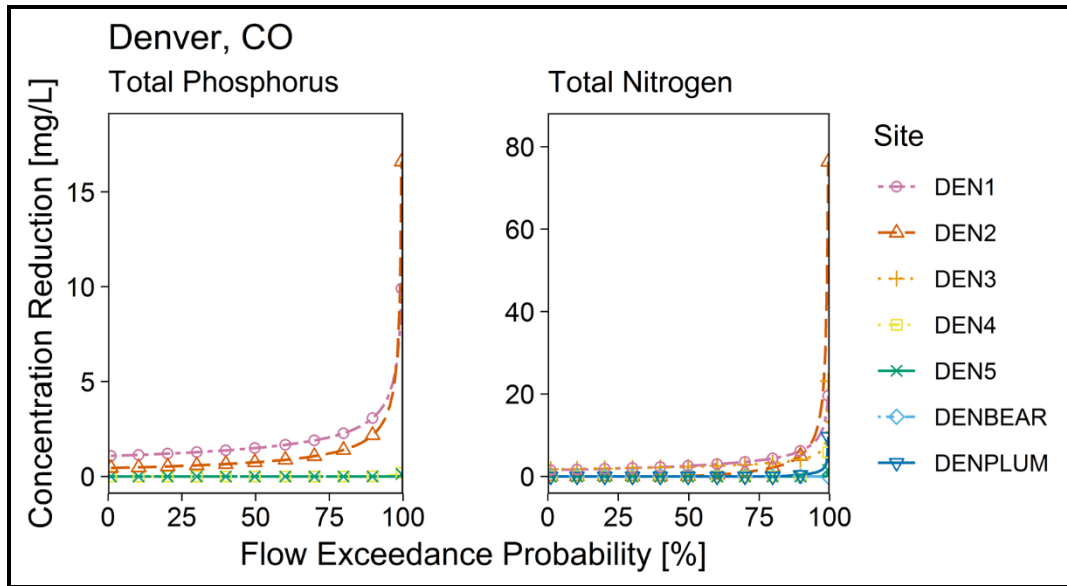 Denver, CO
Total Phosphorus
Total Nitrogen
Concentration Reduction [mg/L]
15
10
5
0
0 25 50 75 100
80
60
40
20
0
0 25 50 75 100
Flow Exceedance Probability [%]
Site
DEN1
DEN2
DEN3
DEN4
DEN5
DENBEAR
DENPLUM